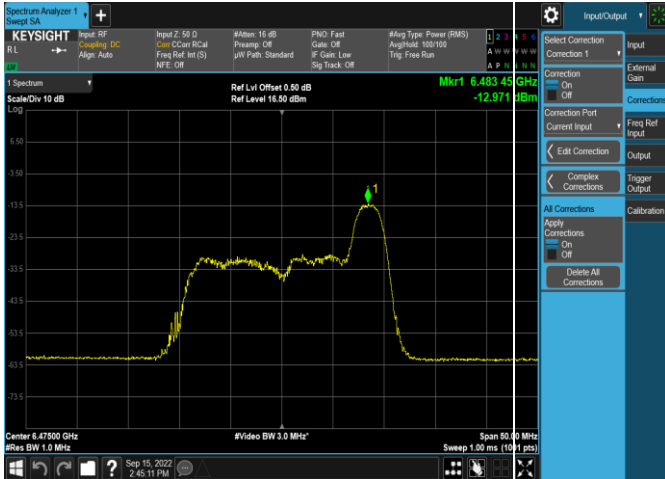 Spectrum Analyzer 1
Swept SA
Input/Output
KEYSIGHT
RL
Input: RF
Coupling: DC
Align: Auto
Input Z: 50 Ω
Corr CCorr RCal
Freq Ref: Int (S)
NFE: Off
#Atten: 16 dB
Preamp: Off
µW Path: Standard
PNO: Fast
Gate: Off
IF Gain: Low
Sig Track: Off
#Avg Type: Power (RMS)
Avg|Hold: 100/100
Trig: Free Run
1 2 3 4 5 6
A W W W W W
A P N N N N
1 Spectrum
Scale/Div 10 dB
Ref Lvl Offset 0.50 dB
Ref Level 16.50 dBm
Mkr1 6.483 45 GHz
-12.971 dBm
Log
6.50
-3.50
-13.5
-23.5
-33.5
-43.5
-53.5
-63.5
-73.5
1
Center 6.47500 GHz
#Res BW 1.0 MHz
#Video BW 3.0 MHz*
Span 50.00 MHz
Sweep 1.00 ms (1001 pts)
Sep 15, 2022
2:45:11 PM
Select Correction
Correction 1
Correction
On
Off
Correction Port
Current Input
Edit Correction
Complex
Corrections
All Corrections
Apply
Corrections
On
Off
Delete All
Corrections
Input
External
Gain
Corrections
Freq Ref
Input
Output
Trigger
Output
Calibration